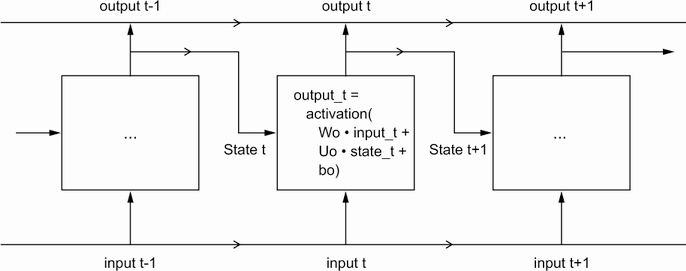 output t-1
output t
output t+1
output_t =
activation(
Wo • input_t +
Uo • state_t +
bo)
...
...
State t
State t+1
input t-1
input t
input t+1